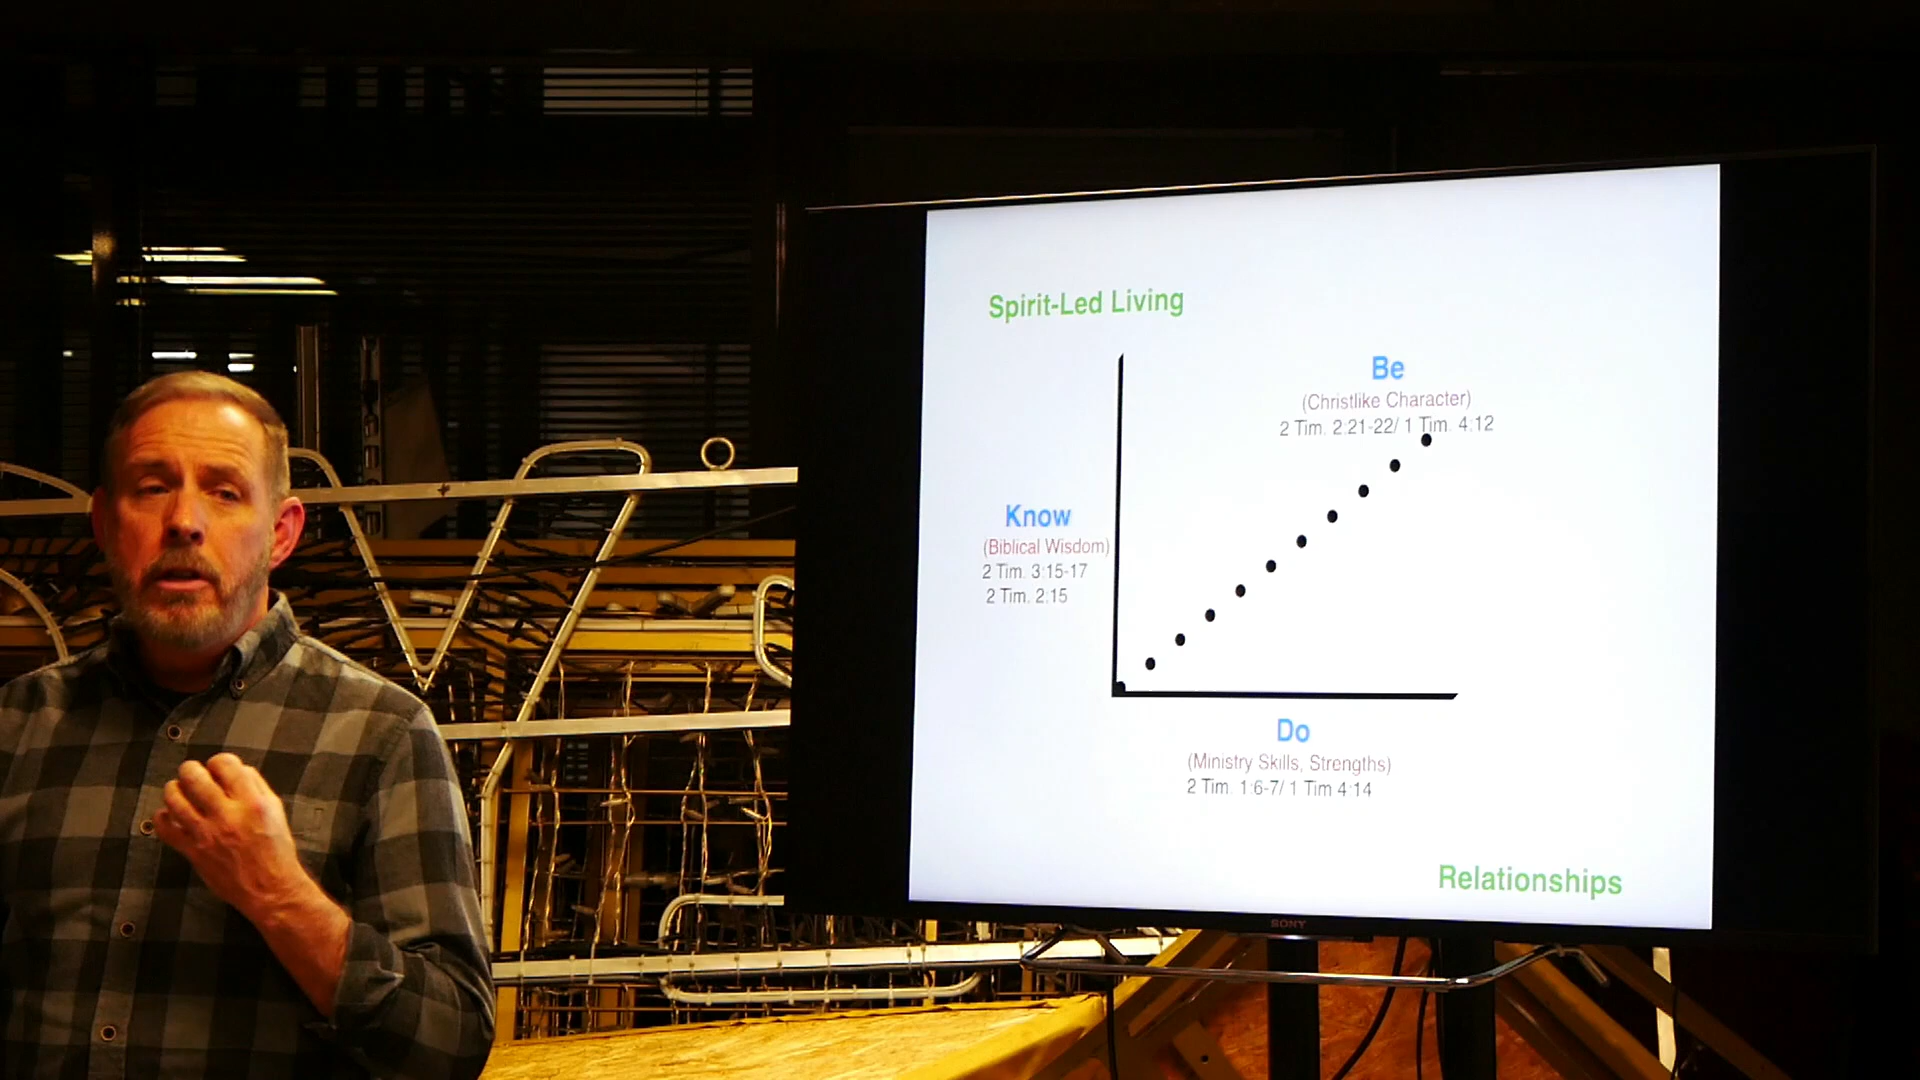 Spirit-Led Living
Be
(Christlike Character)
2 Tim. 2:21-22/ 1 Tim. 4:12
Know
(Biblical Wisdom)
2 Tim. 3:15-17
2 Tim. 2:15
Do
(Ministry Skills, Strengths)
2 Tim. 1:6-7/ 1 Tim 4:14
Relationships
SONY